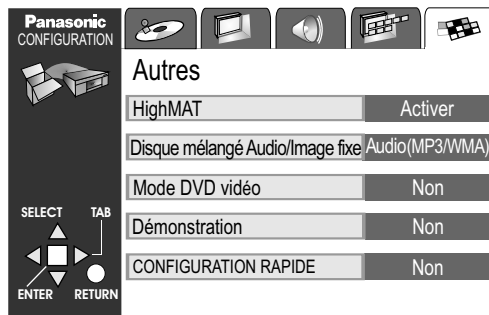 Panasonic
CONFIGURATION
Autres
HighMAT Activer
Disque mélangé Audio/Image fixe Audio(MP3/WMA)
Mode DVD vidéo Non
Démonstration Non
CONFIGURATION RAPIDE Non
SELECT TAB
ENTER RETURN